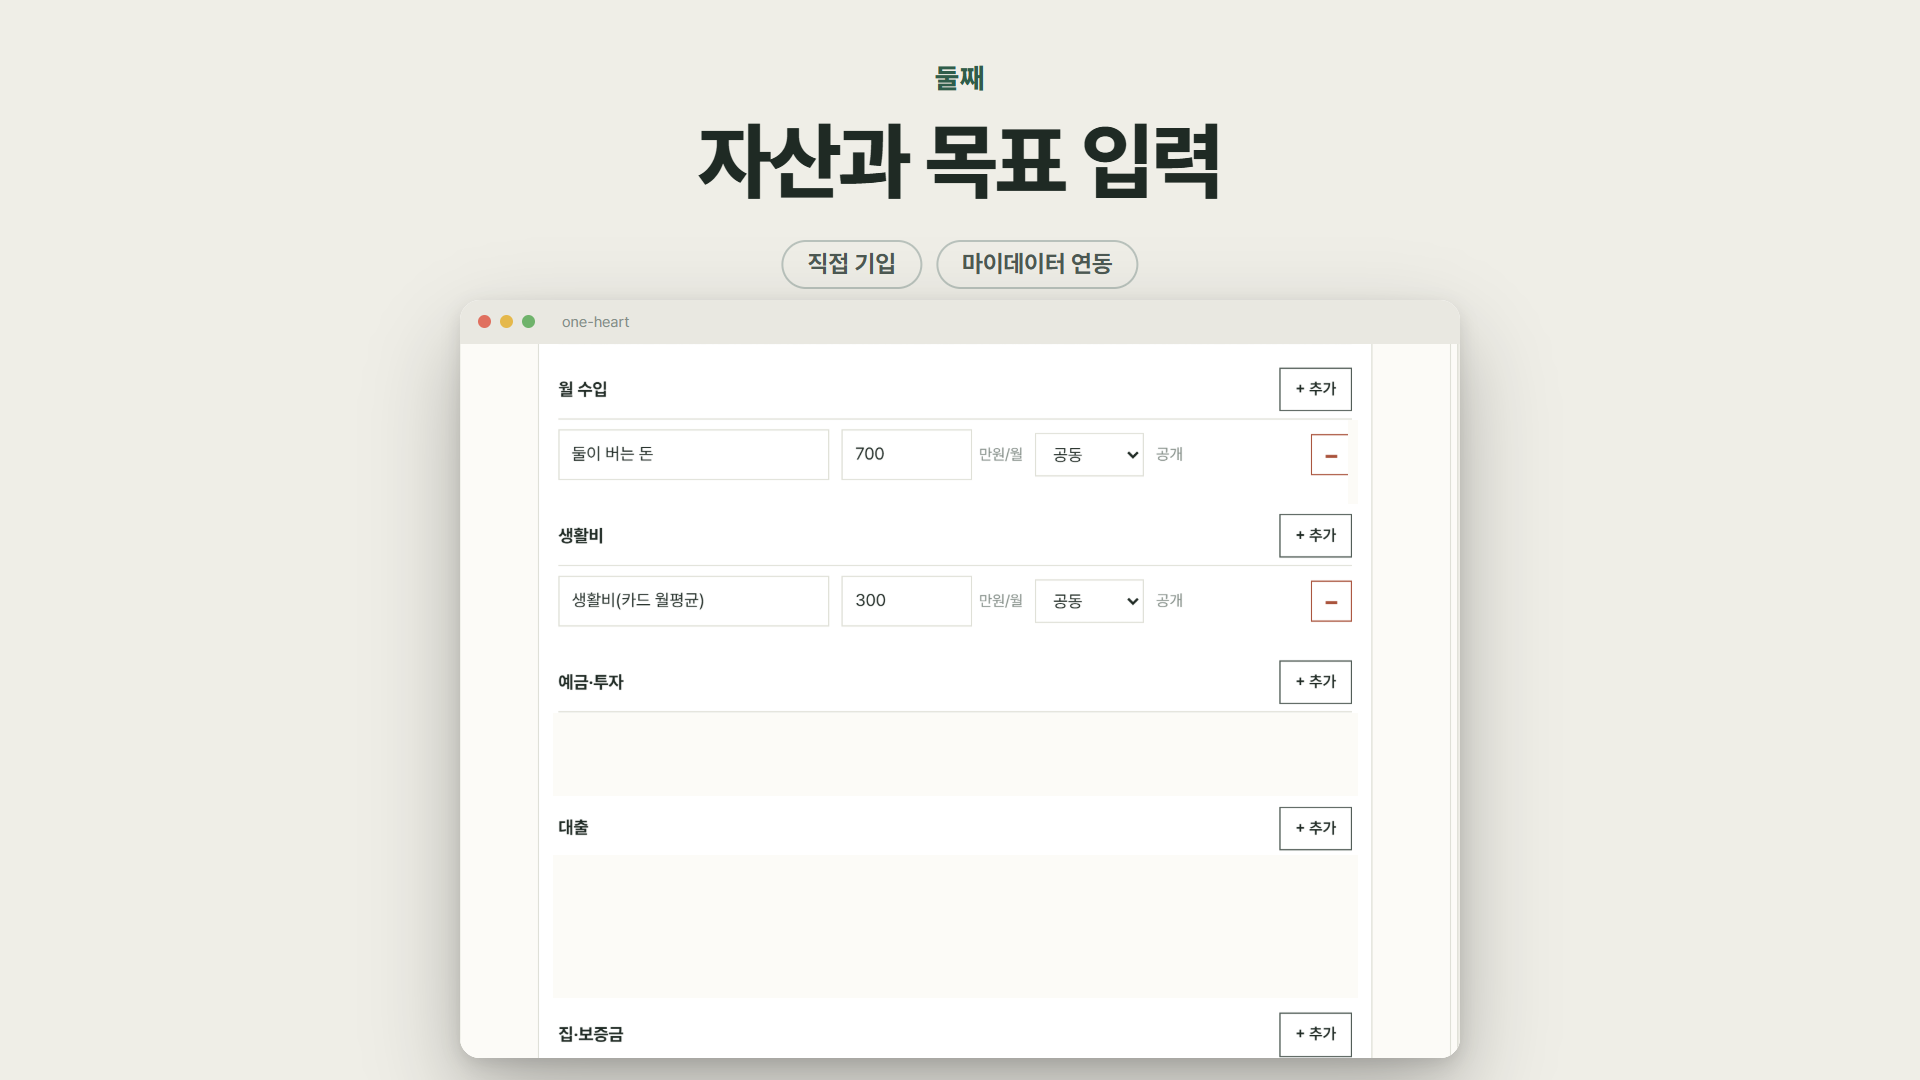 둘째
자산과 목표 입력
직접 기입 마이데이터 연동
one-heart
월 수입 + 추가
둘이 버는 돈 700 만원/월 공동 공개 −
생활비 + 추가
생활비(카드 월평균) 300 만원/월 공동 공개 −
예금·투자 + 추가
대출 + 추가
집·보증금 + 추가